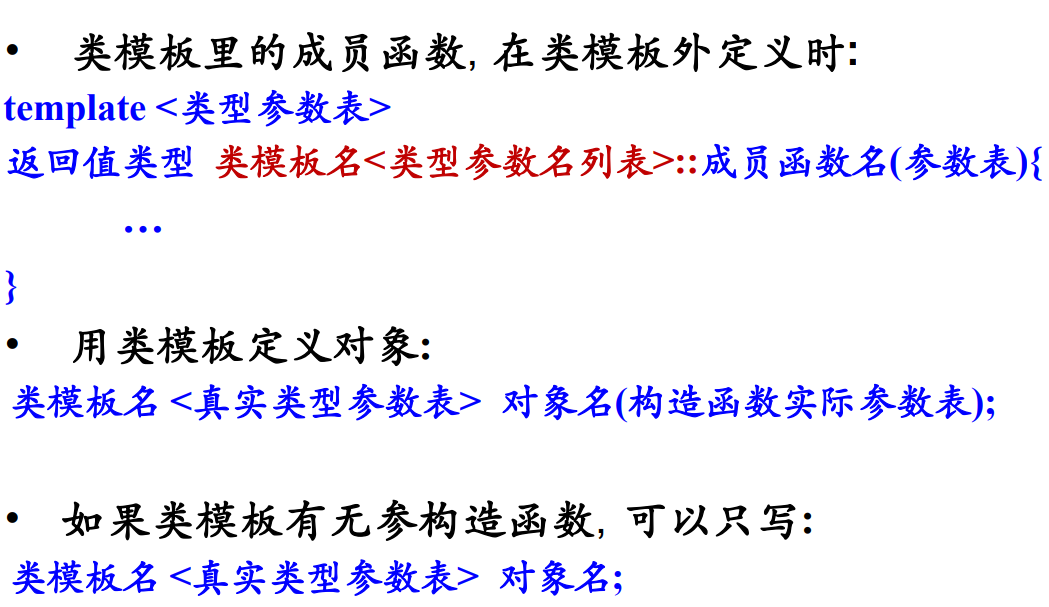 • 类模板里的成员函数, 在类模板外定义时:
template <类型参数表>
返回值类型 类模板名<类型参数名列表>::成员函数名(参数表){
…
}
• 用类模板定义对象:
类模板名 <真实类型参数表> 对象名(构造函数实际参数表);
• 如果类模板有无参构造函数, 可以只写:
类模板名 <真实类型参数表> 对象名;